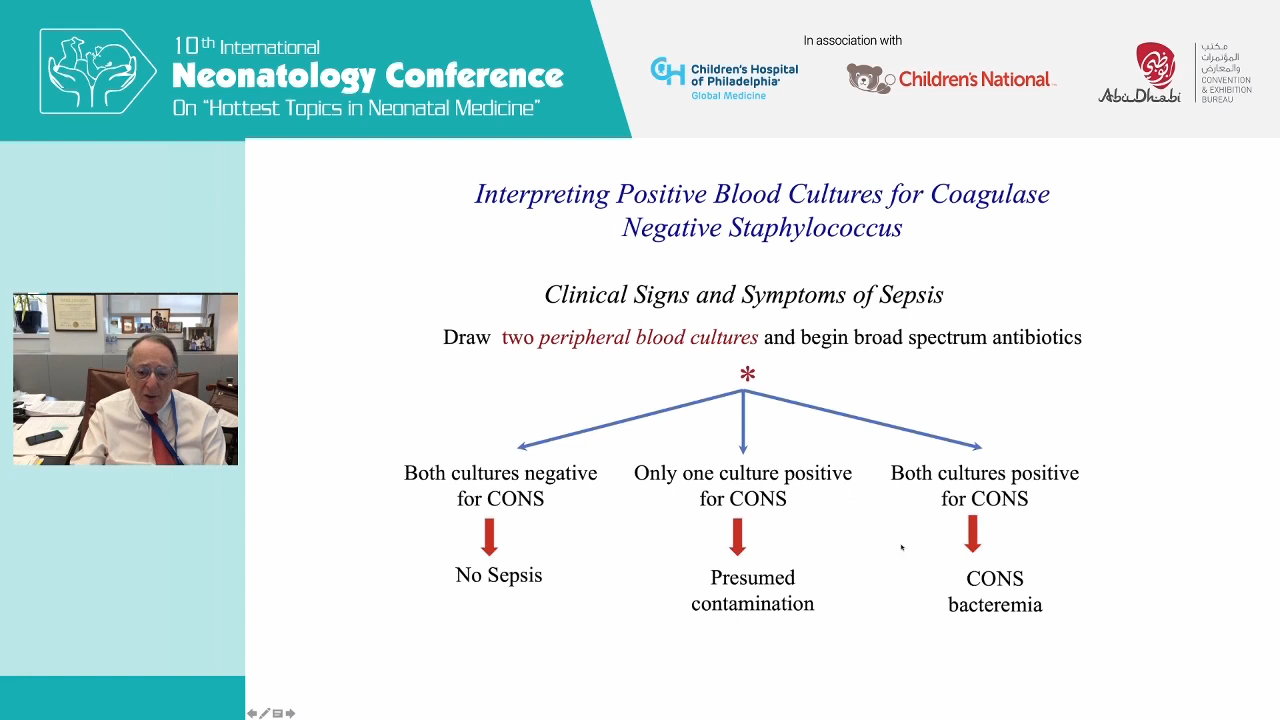 10th International
Neonatology Conference
On "Hottest Topics in Neonatal Medicine"
In association with
CH Children's Hospital
of Philadelphia
Global Medicine
Children's National
Abu Dhabi
أبوظبي
مكتب
المؤتمرات
والمعارض
CONVENTION
& EXHIBITION
BUREAU
Interpreting Positive Blood Cultures for Coagulase
Negative Staphylococcus
Clinical Signs and Symptoms of Sepsis
Draw two peripheral blood cultures and begin broad spectrum antibiotics
*
Both cultures negative
for CONS
Only one culture positive
for CONS
Both cultures positive
for CONS
No Sepsis
Presumed
contamination
CONS
bacteremia